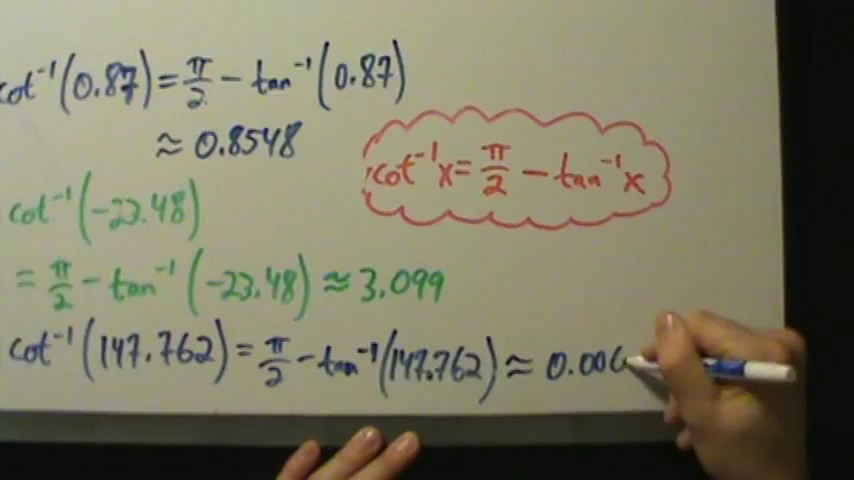 cot⁻¹(0.87) = π/2 − tan⁻¹(0.87)
≈ 0.8548
cot⁻¹x = π/2 − tan⁻¹x
cot⁻¹(−23.48)
= π/2 − tan⁻¹(−23.48) ≈ 3.099
cot⁻¹(147.762) = π/2 − tan⁻¹(147.762) ≈ 0.00